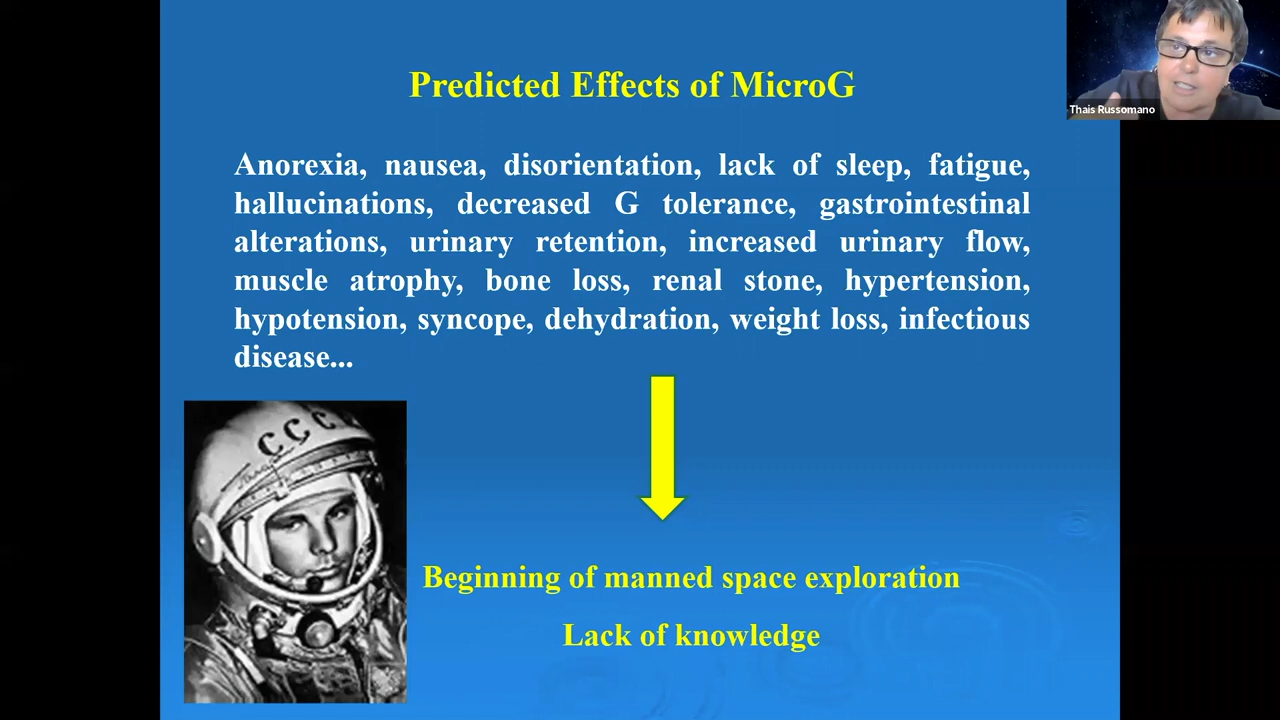 Predicted Effects of MicroG
Thais Russomano
Anorexia, nausea, disorientation, lack of sleep, fatigue,
hallucinations, decreased G tolerance, gastrointestinal
alterations, urinary retention, increased urinary flow,
muscle atrophy, bone loss, renal stone, hypertension,
hypotension, syncope, dehydration, weight loss, infectious
disease...
CCCP
Beginning of manned space exploration
Lack of knowledge